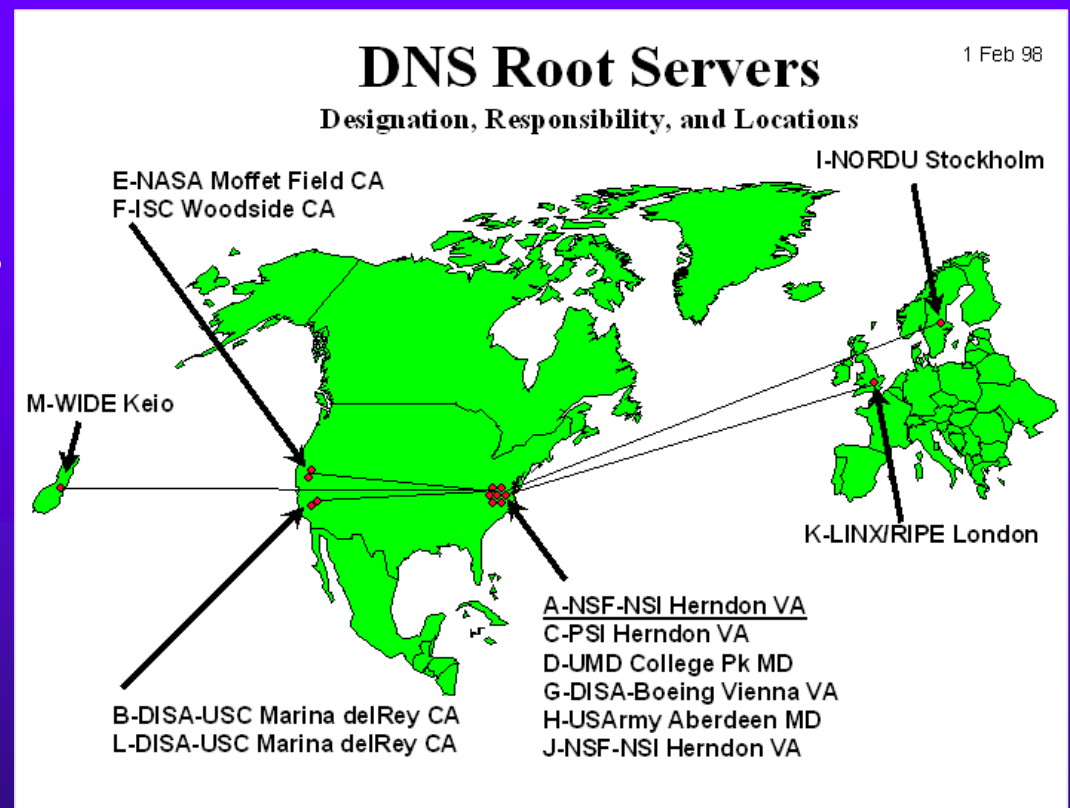 DNS Root Servers
1 Feb 98
Designation, Responsibility, and Locations
I-NORDU Stockholm
E-NASA Moffet Field CA
F-ISC Woodside CA
M-WIDE Keio
K-LINX/RIPE London
A-NSF-NSI Herndon VA
C-PSI Herndon VA
D-UMD College Pk MD
G-DISA-Boeing Vienna VA
H-USArmy Aberdeen MD
J-NSF-NSI Herndon VA
B-DISA-USC Marina delRey CA
L-DISA-USC Marina delRey CA